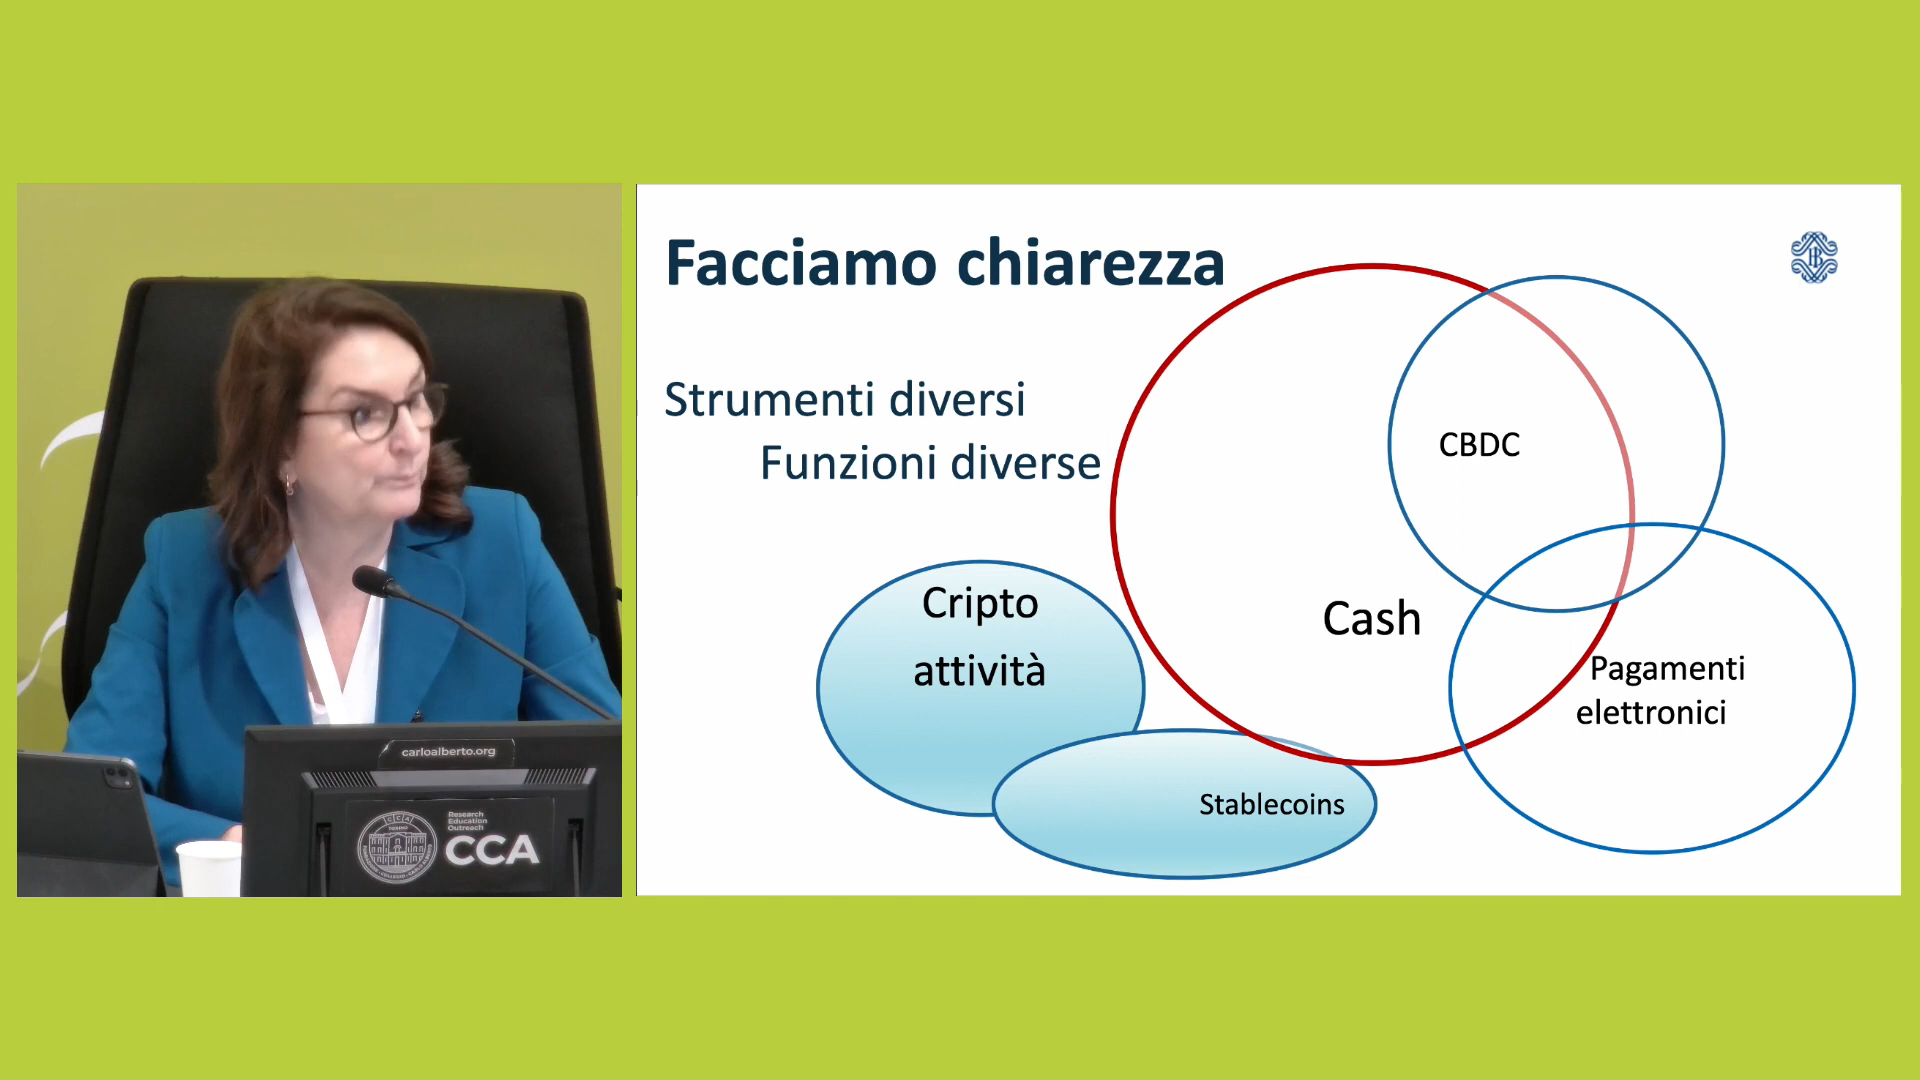 Facciamo chiarezza
Strumenti diversi
Funzioni diverse
CBDC
Cash
Pagamenti
elettronici
Cripto
attività
Stablecoins
carloalberto.org
Research
Education
Outreach
CCA